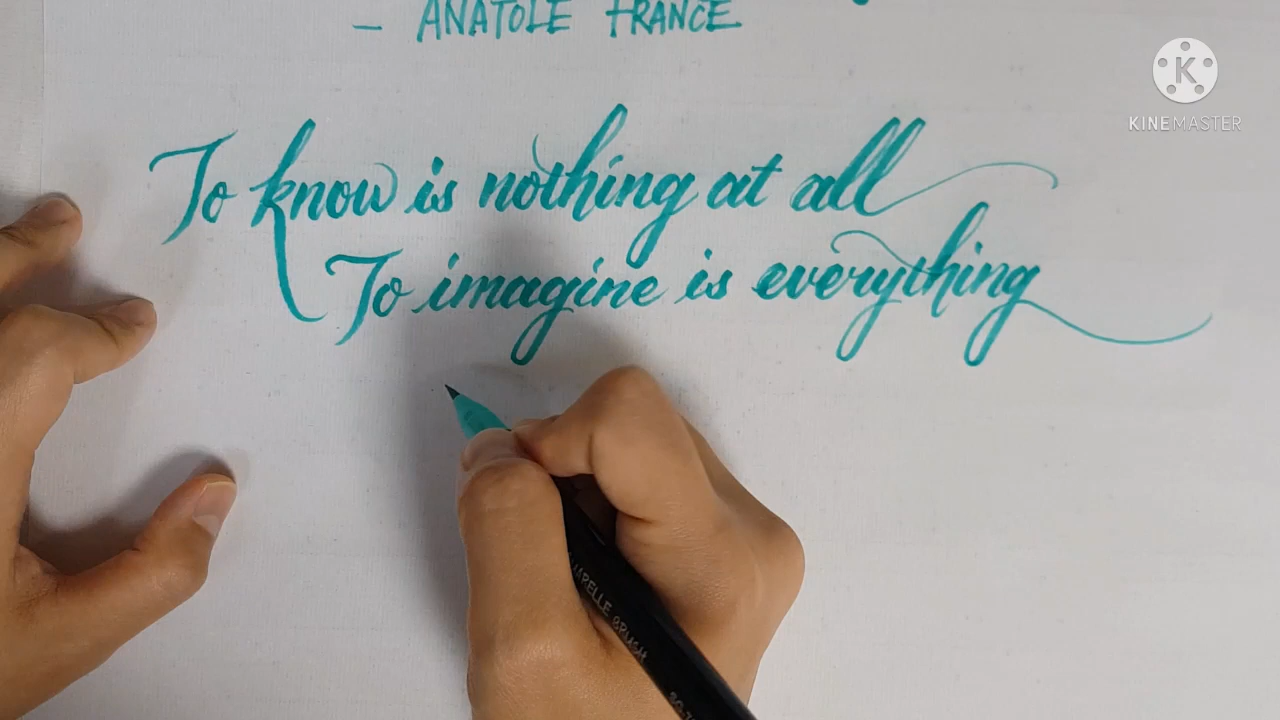 – ANATOLE FRANCE
KINEMASTER
To know is nothing at all
To imagine is everything